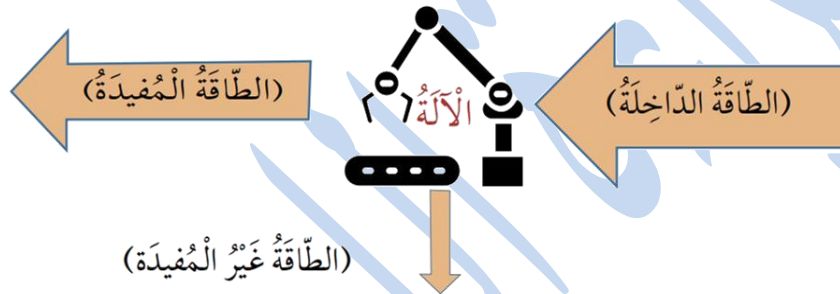 (الطّاقَةُ الدّاخِلَةُ)
الْآلَةُ
(الطّاقَةُ الْمُفيدَةُ)
(الطّاقَةُ غَيْرُ الْمُفيدَة)